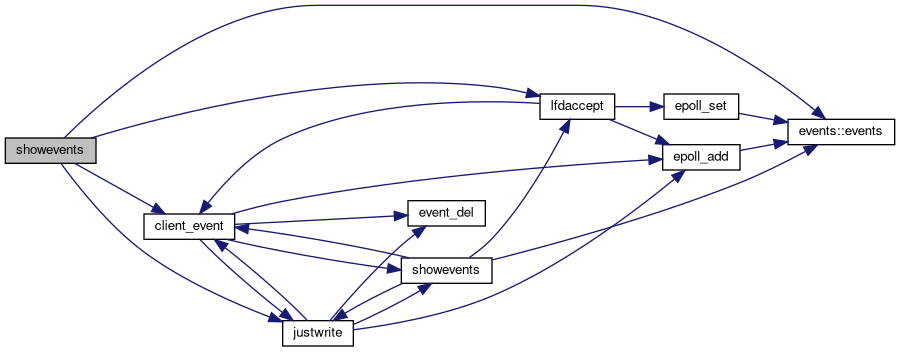 showevents
client_event
justwrite
event_del
showevents
lfdaccept
epoll_set
epoll_add
events::events